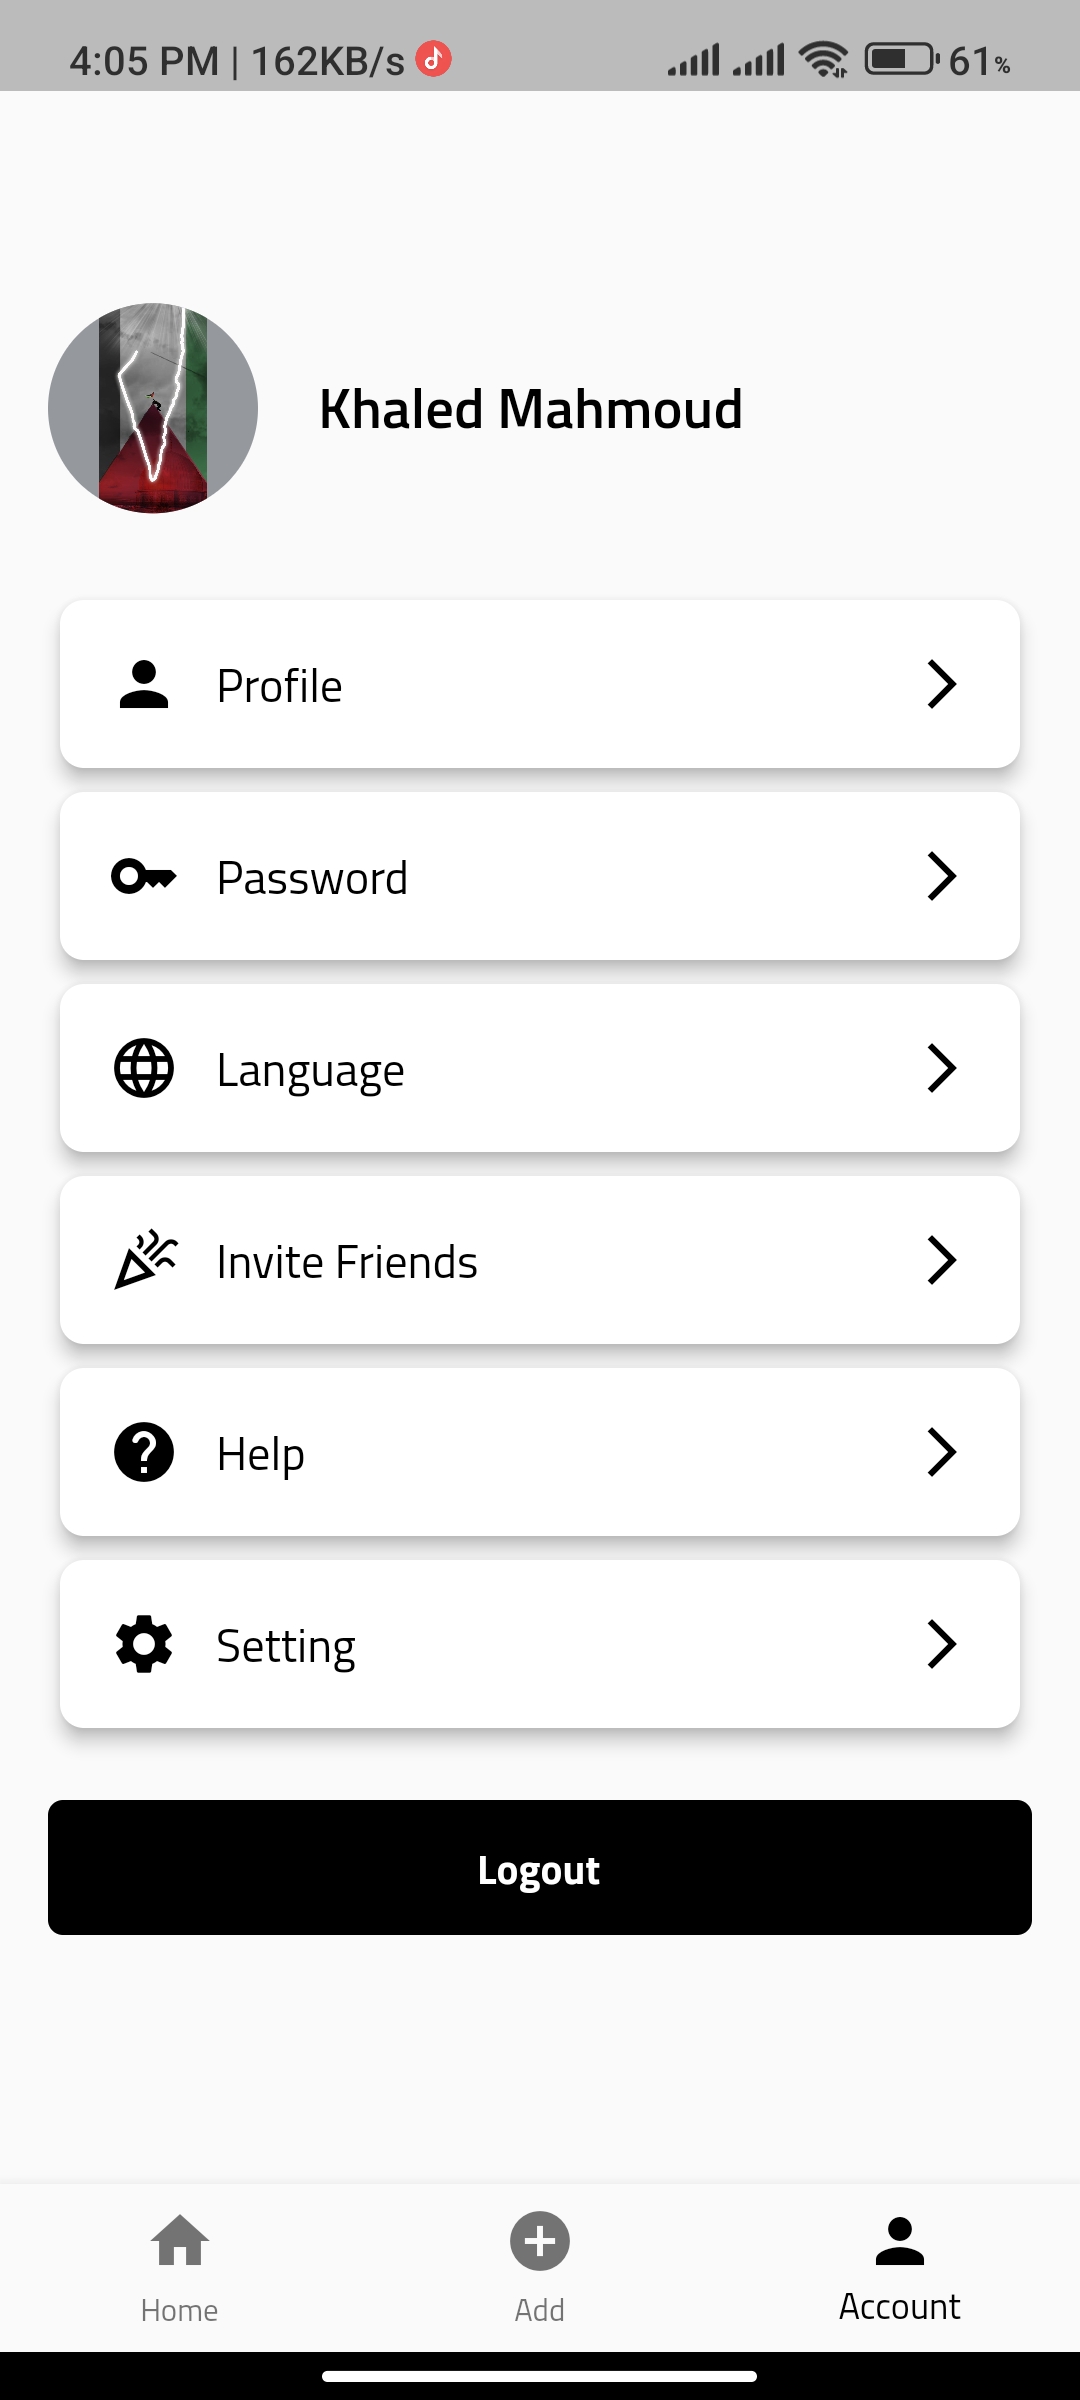 4:05 PM | 162KB/s 61%
Khaled Mahmoud
Profile
Password
Language
Invite Friends
Help
Setting
Logout
Home Add Account